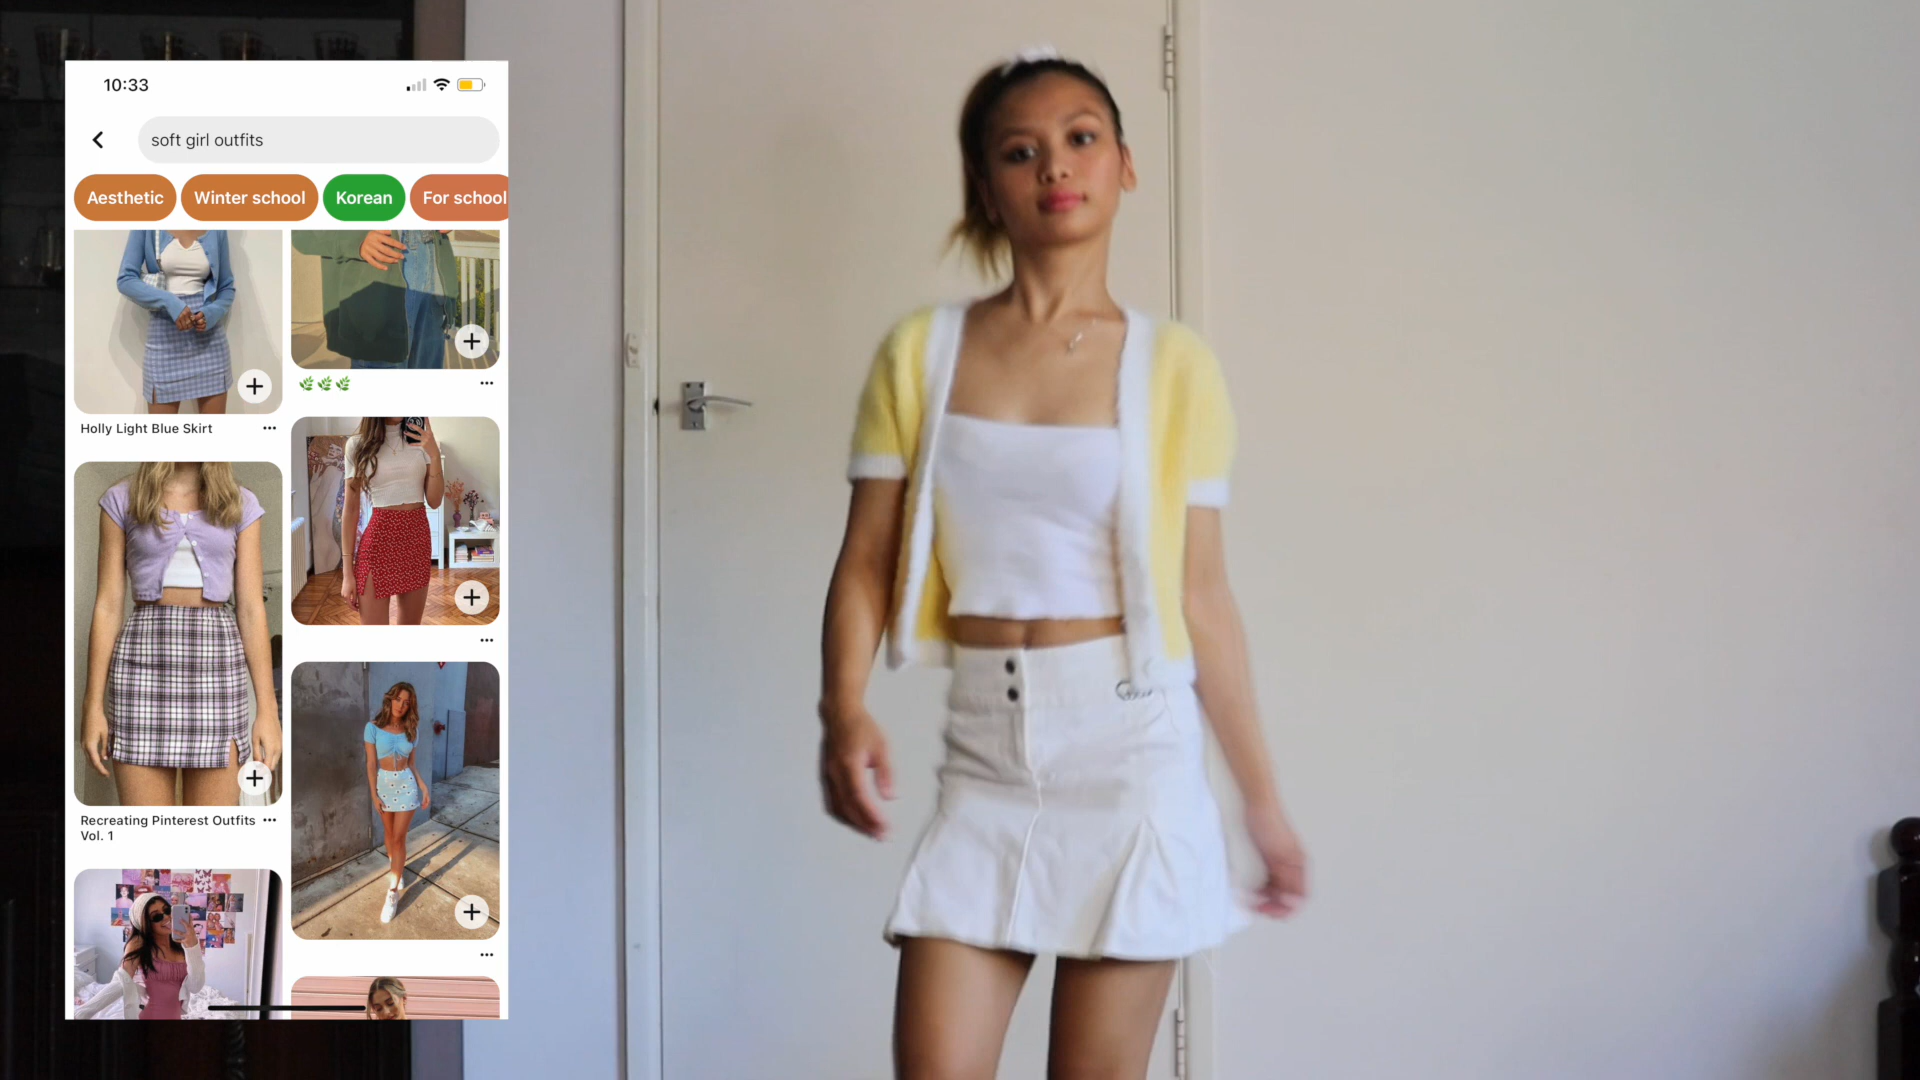 10:33
soft girl outfits
Aesthetic
Winter school
Korean
For school
Holly Light Blue Skirt
Recreating Pinterest Outfits
Vol. 1